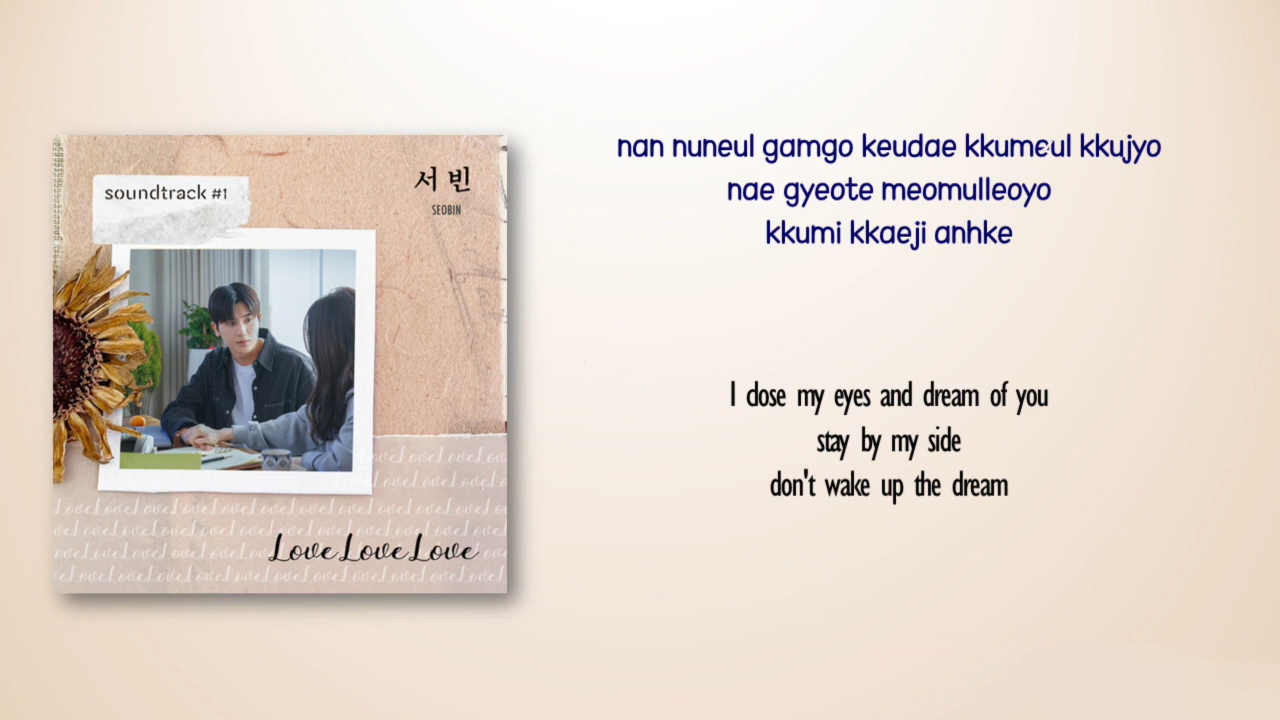 soundtrack #1
서 빈
SEOBIN
Love Love Love
nan nuneul gamgo keudae kkumeul kkujyo
nae gyeote meomulleoyo
kkumi kkaeji anhke
I close my eyes and dream of you
stay by my side
don't wake up the dream